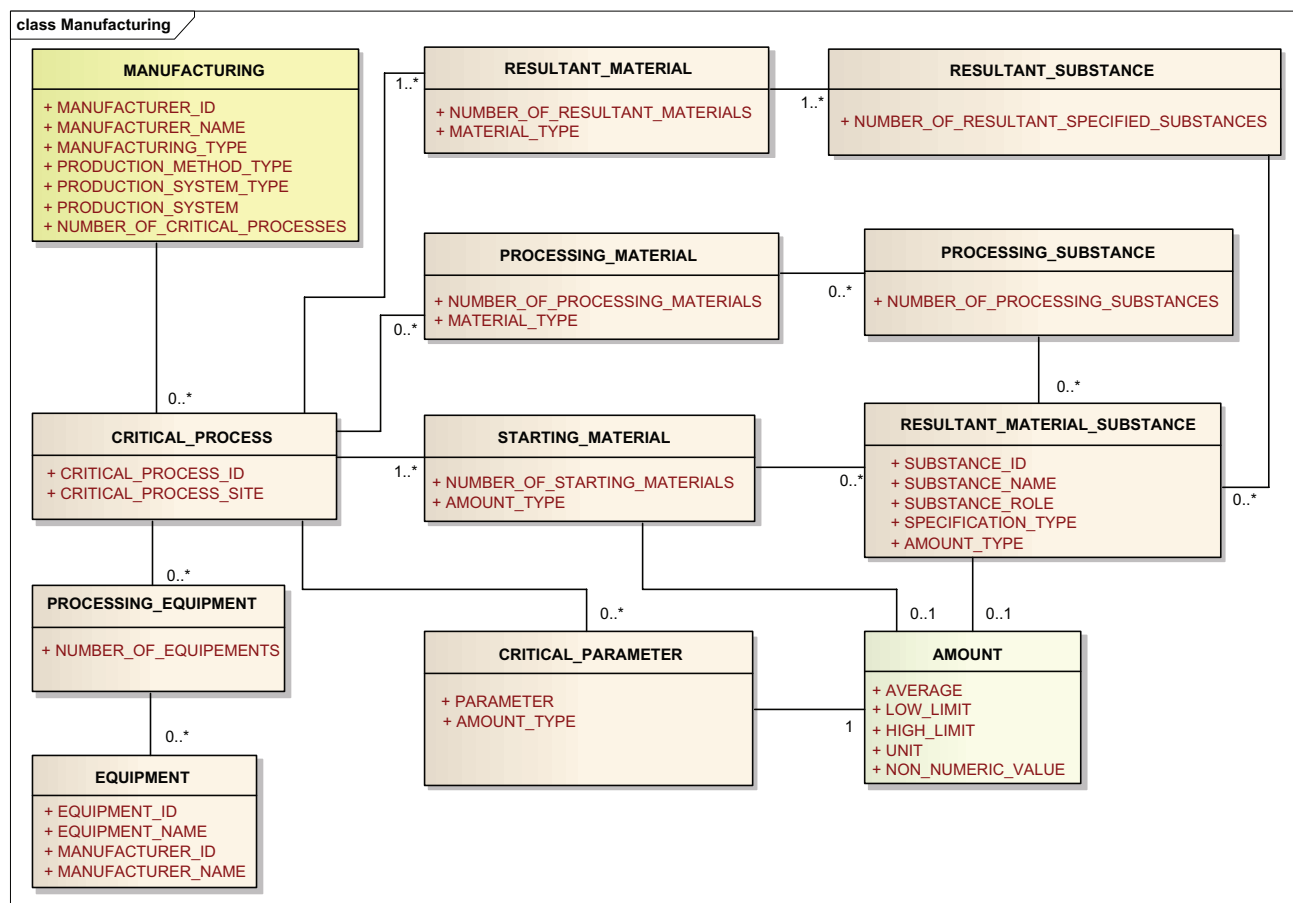 class Manufacturing
MANUFACTURING
+ MANUFACTURER_ID
+ MANUFACTURER_NAME
+ MANUFACTURING_TYPE
+ PRODUCTION_METHOD_TYPE
+ PRODUCTION_SYSTEM_TYPE
+ PRODUCTION_SYSTEM
+ NUMBER_OF_CRITICAL_PROCESSES
1..*
RESULTANT_MATERIAL
+ NUMBER_OF_RESULTANT_MATERIALS
+ MATERIAL_TYPE
1..*
RESULTANT_SUBSTANCE
+ NUMBER_OF_RESULTANT_SPECIFIED_SUBSTANCES
0..*
PROCESSING_MATERIAL
+ NUMBER_OF_PROCESSING_MATERIALS
+ MATERIAL_TYPE
0..*
PROCESSING_SUBSTANCE
+ NUMBER_OF_PROCESSING_SUBSTANCES
0..*
0..*
CRITICAL_PROCESS
+ CRITICAL_PROCESS_ID
+ CRITICAL_PROCESS_SITE
1..*
STARTING_MATERIAL
+ NUMBER_OF_STARTING_MATERIALS
+ AMOUNT_TYPE
0..*
RESULTANT_MATERIAL_SUBSTANCE
+ SUBSTANCE_ID
+ SUBSTANCE_NAME
+ SUBSTANCE_ROLE
+ SPECIFICATION_TYPE
+ AMOUNT_TYPE
0..*
0..*
PROCESSING_EQUIPMENT
+ NUMBER_OF_EQUIPEMENTS
0..*
CRITICAL_PARAMETER
+ PARAMETER
+ AMOUNT_TYPE
0..1
0..1
1
AMOUNT
+ AVERAGE
+ LOW_LIMIT
+ HIGH_LIMIT
+ UNIT
+ NON_NUMERIC_VALUE
0..*
EQUIPMENT
+ EQUIPMENT_ID
+ EQUIPMENT_NAME
+ MANUFACTURER_ID
+ MANUFACTURER_NAME